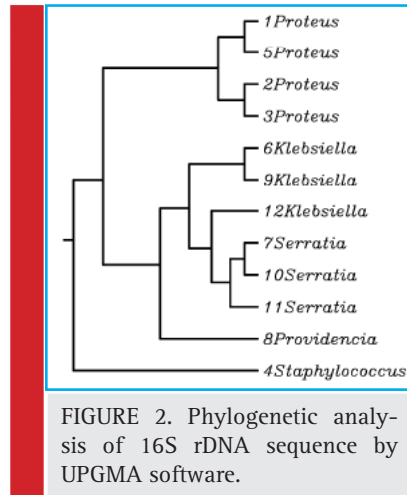 1Proteus
5Proteus
2Proteus
3Proteus
6Klebsiella
9Klebsiella
12Klebsiella
7Serratia
10Serratia
11Serratia
8Providencia
4Staphylococcus
FIGURE 2. Phylogenetic analy-
sis of 16S rDNA sequence by
UPGMA software.